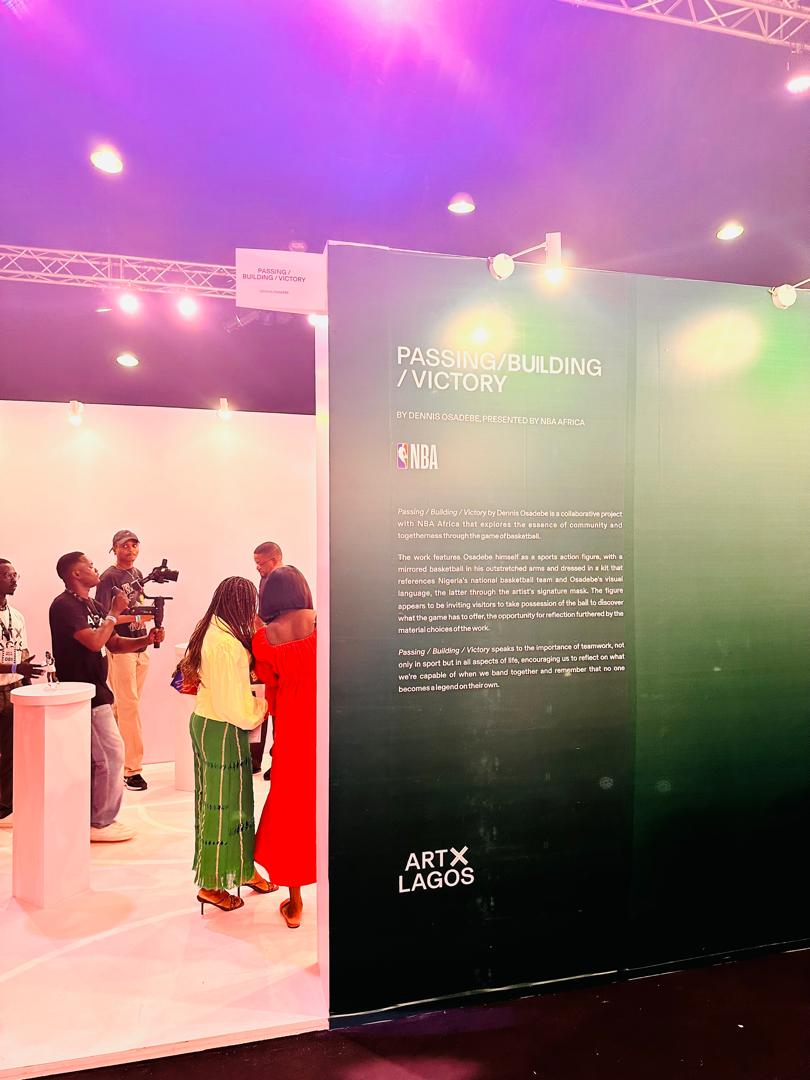 PASSING /
BUILDING / VICTORY
PASSING/BUILDING
/ VICTORY
BY DENNIS OSADEBE, PRESENTED BY NBA AFRICA
NBA
Passing / Building / Victory by Dennis Osadebe is a collaborative project
with NBA Africa that explores the essence of community and
togetherness through the game of basketball.
The work features Osadebe himself as a sports action figure, with a
mirrored basketball in his outstretched arms and dressed in a kit that
references Nigeria's national basketball team and Osadebe's visual
language, the latter through the artist's signature mask. The figure
appears to be inviting visitors to take possession of the ball to discover
what the game has to offer, the opportunity for reflection furthered by the
material choices of the work.
Passing / Building / Victory speaks to the importance of teamwork, not
only in sport but in all aspects of life, encouraging us to reflect on what
we're capable of when we band together and remember that no one
becomes a legend on their own.
ART X
LAGOS